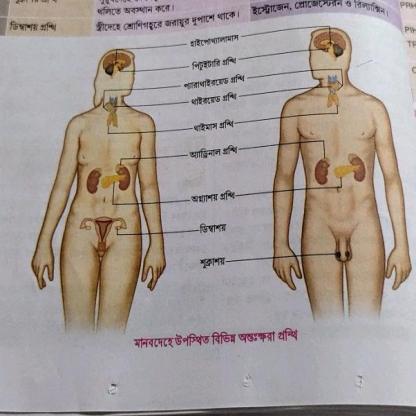 থলিতে অবস্থান করে।
ইস্ট্রোজেন, প্রোজেস্টেরন ও রিল্যাক্সিন।
ডিম্বাশয় গ্রন্থি
স্ত্রীদেহে শ্রোণিগহ্বরে জরায়ুর দুপাশে থাকে।
হাইপোথ্যালামাস
পিটুইটারি গ্রন্থি
প্যারাথাইরয়েড গ্রন্থি
থাইরয়েড গ্রন্থি
থাইমাস গ্রন্থি
অ্যাড্রিনাল গ্রন্থি
অগ্ন্যাশয় গ্রন্থি
ডিম্বাশয়
শুক্রাশয়
মানবদেহে উপস্থিত বিভিন্ন অন্তঃক্ষরা গ্রন্থি